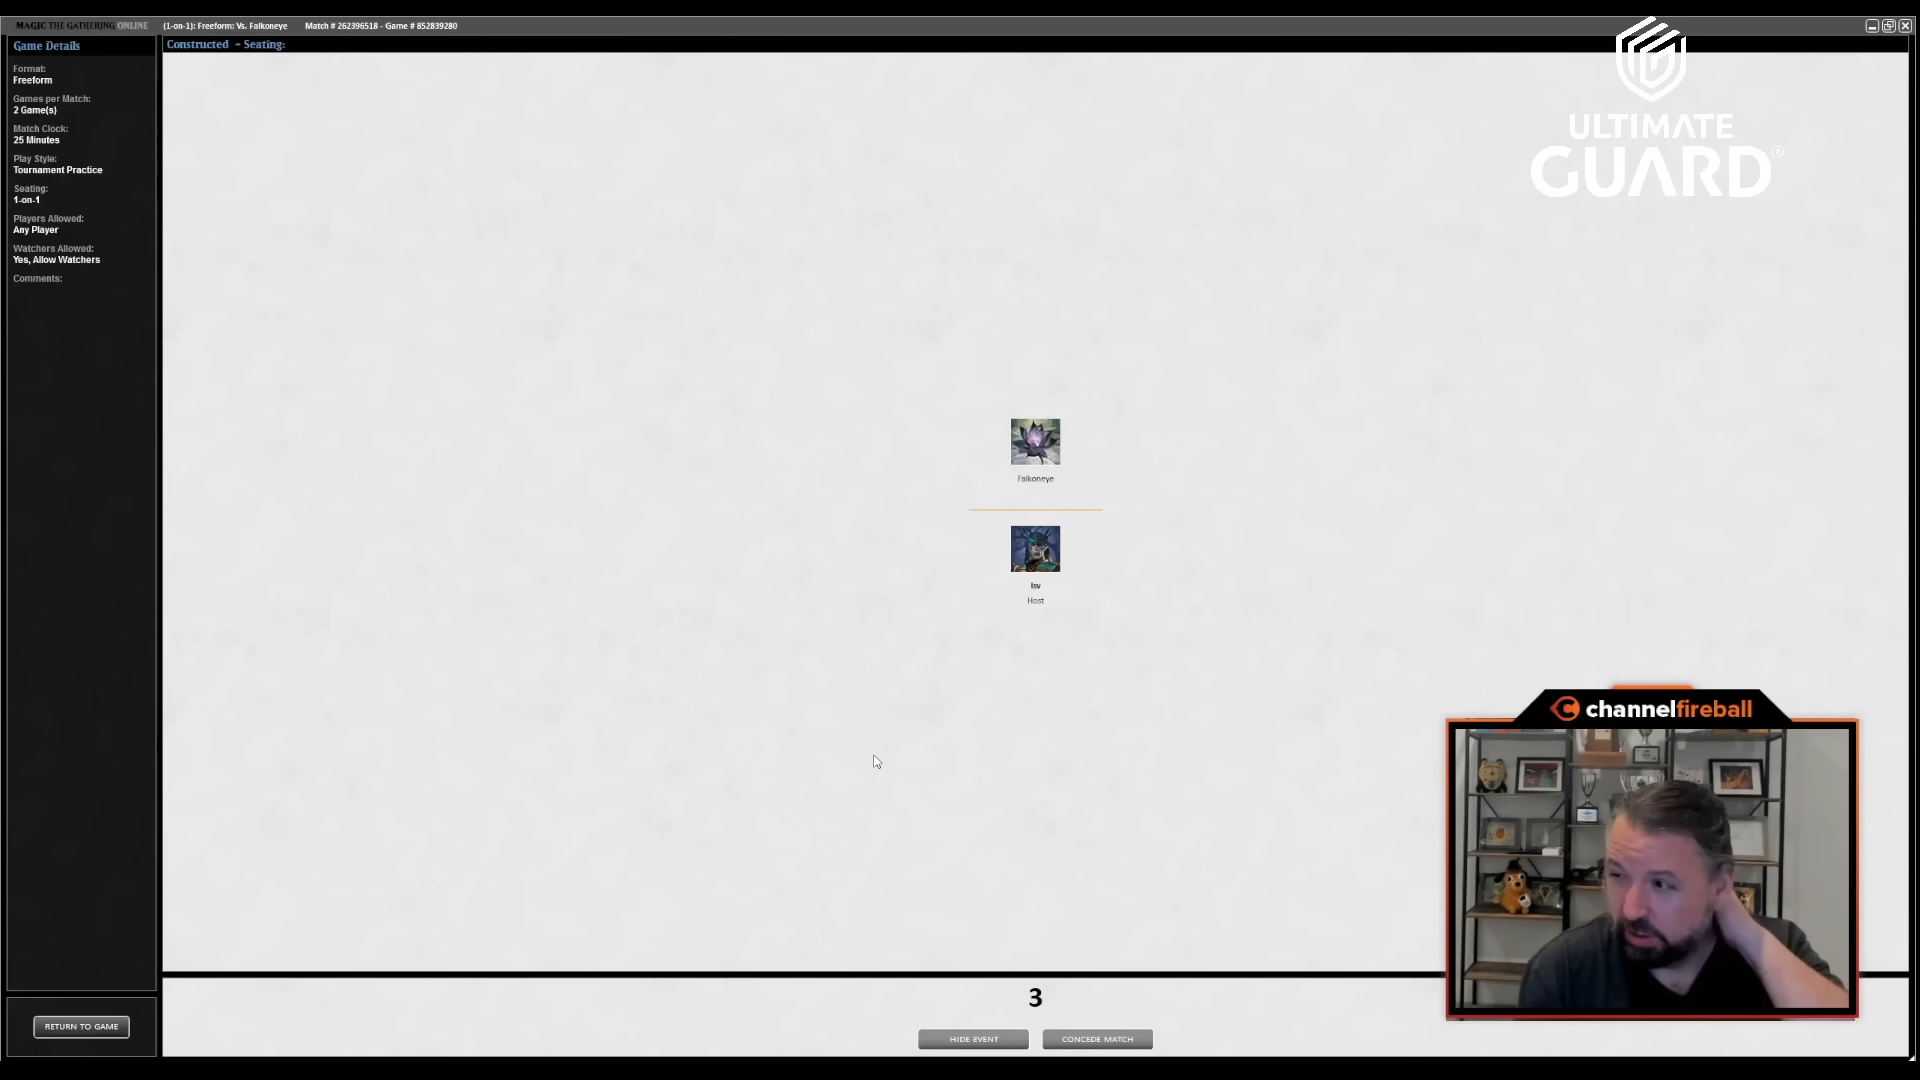 MAGIC THE GATHERING ONLINE
(1-on-1): Freeform: Vs. Falkoneye
Match # 262396518 - Game # 852839280
Game Details
Constructed - Seating:
Format:
Freeform
Games per Match:
2 Game(s)
Match Clock:
25 Minutes
Play Style:
Tournament Practice
Seating:
1-on-1
Players Allowed:
Any Player
Watchers Allowed:
Yes, Allow Watchers
Comments:
ULTIMATE
GUARD®
Falkoneye
lsv
Host
channelfireball
3
RETURN TO GAME
HIDE EVENT
CONCEDE MATCH